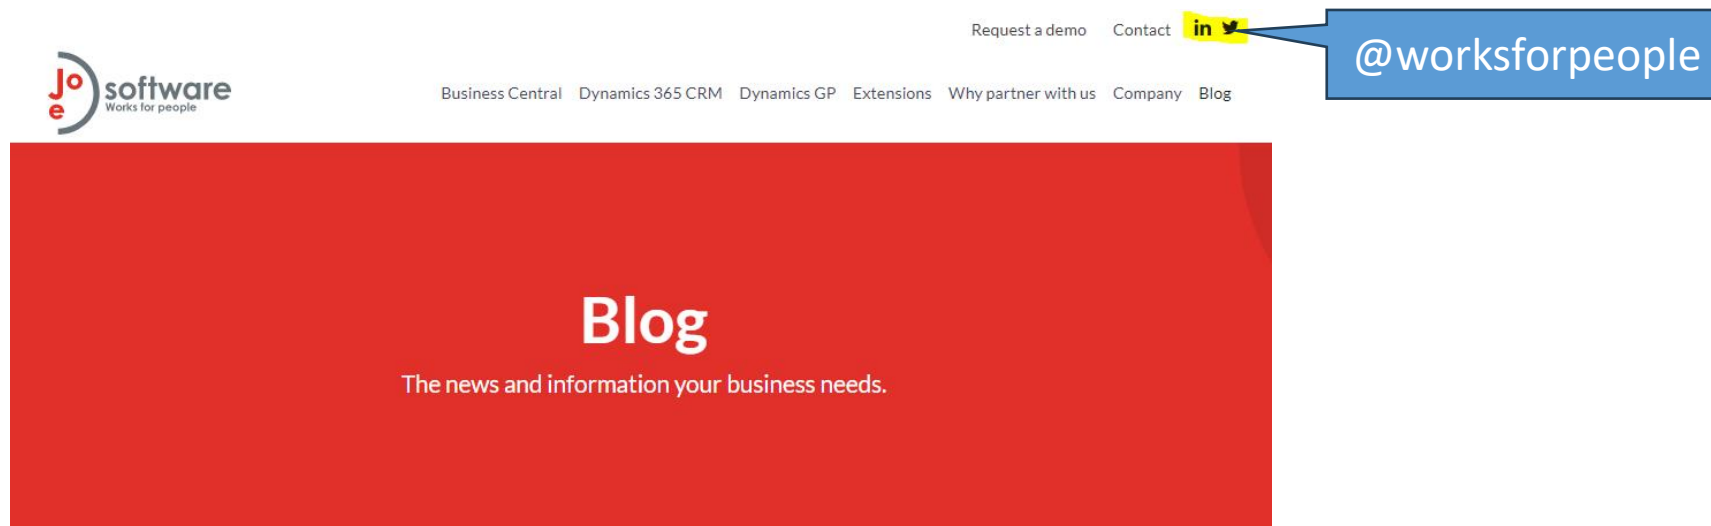 Request a demo Contact in
@worksforpeople
Joe software
Works for people
Business Central Dynamics 365 CRM Dynamics GP Extensions Why partner with us Company Blog
Blog
The news and information your business needs.